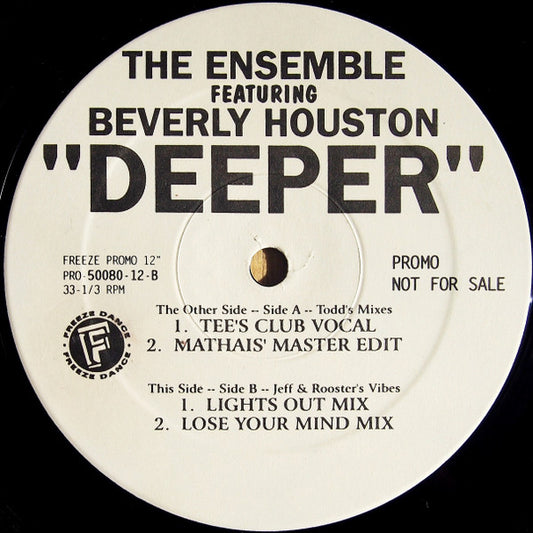 THE ENSEMBLE
FEATURING
BEVERLY HOUSTON
"DEEPER"
FREEZE PROMO 12"
PRO-50080-12-B
33-1/3 RPM
PROMO
NOT FOR SALE
The Other Side -- Side A -- Todd's Mixes
1. TEE'S CLUB VOCAL
2. MATHAIS' MASTER EDIT
• FREEZE DANCE •
F
FREEZE DANCE
This Side -- Side B -- Jeff & Rooster's Vibes
1. LIGHTS OUT MIX
2. LOSE YOUR MIND MIX